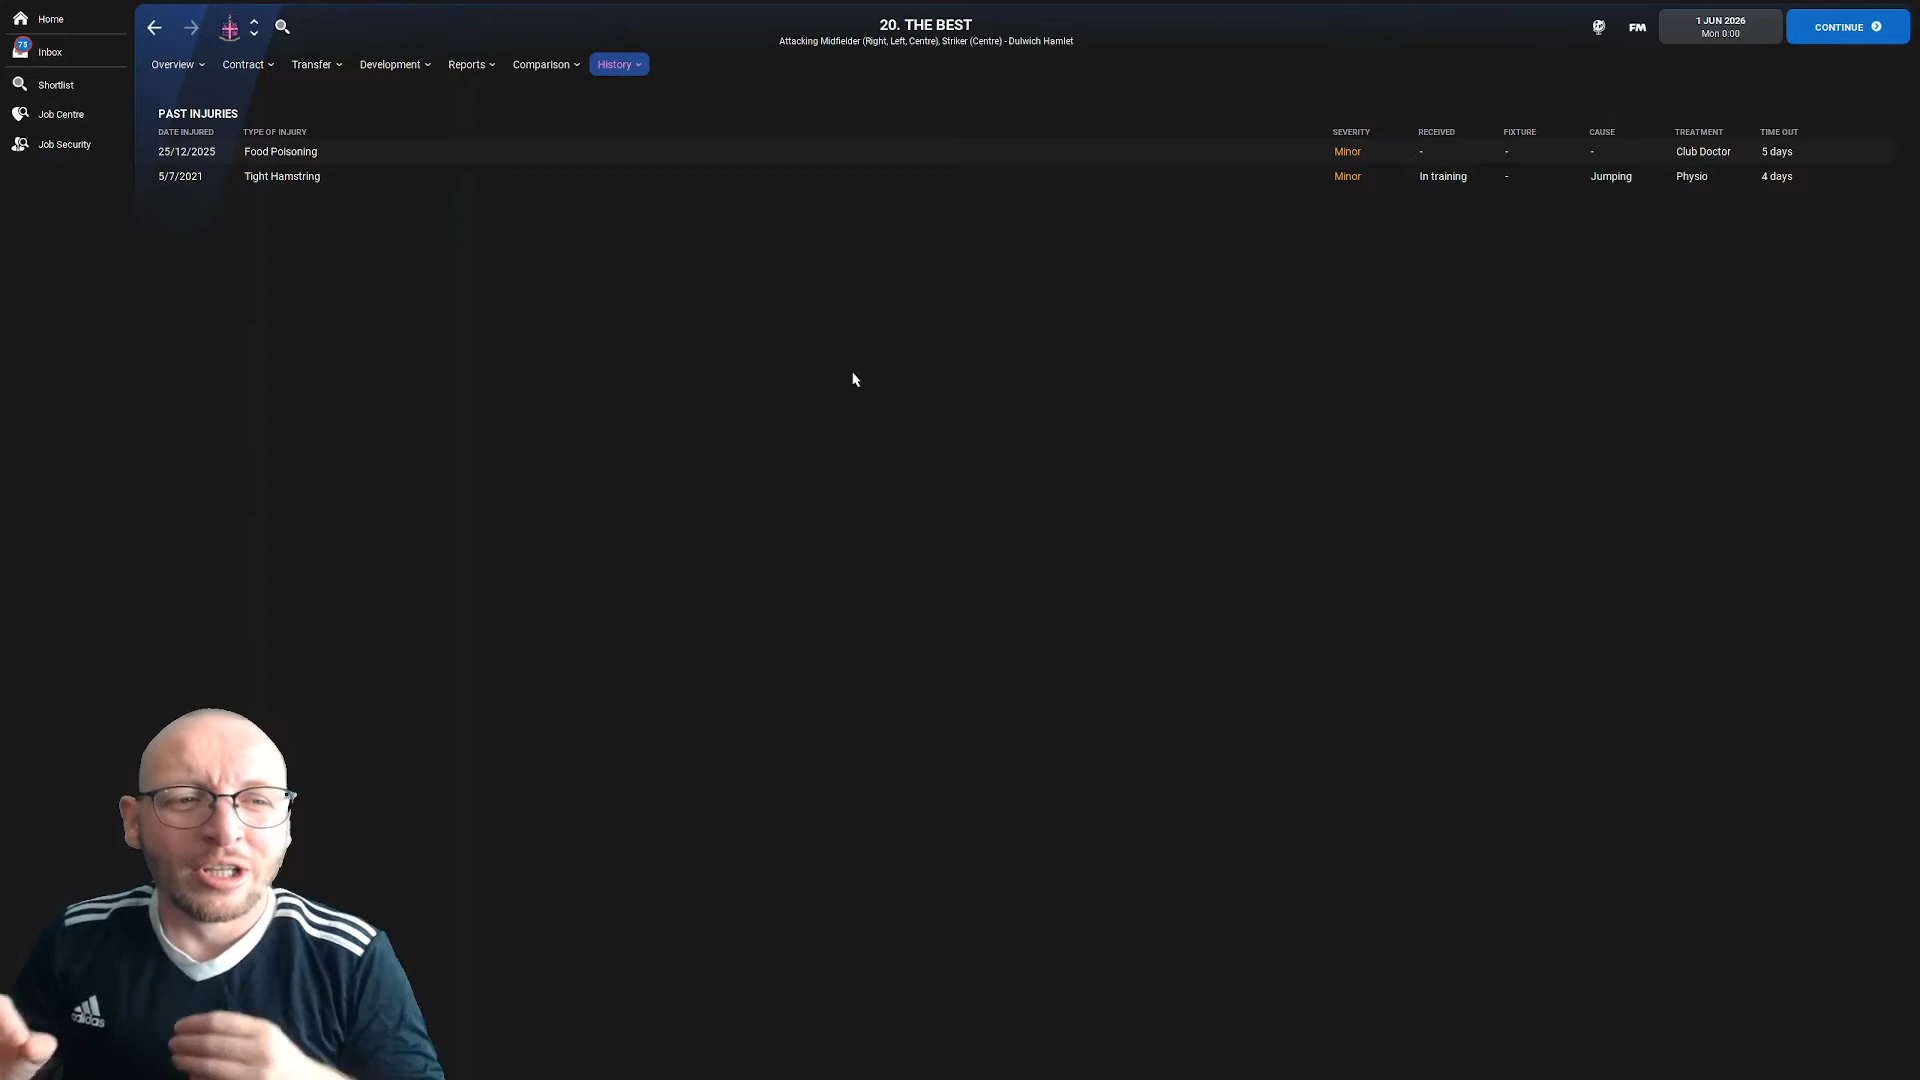 Home
Inbox
75
Shortlist
Job Centre
Job Security
20. THE BEST
Attacking Midfielder (Right, Left, Centre), Striker (Centre) - Dulwich Hamlet
FM
1 JUN 2026
Mon 0:00
CONTINUE
Overview Contract Transfer Development Reports Comparison History
PAST INJURIES
DATE INJURED TYPE OF INJURY SEVERITY RECEIVED FIXTURE CAUSE TREATMENT TIME OUT
25/12/2025 Food Poisoning Minor - - - Club Doctor 5 days
5/7/2021 Tight Hamstring Minor In training - Jumping Physio 4 days
adidas